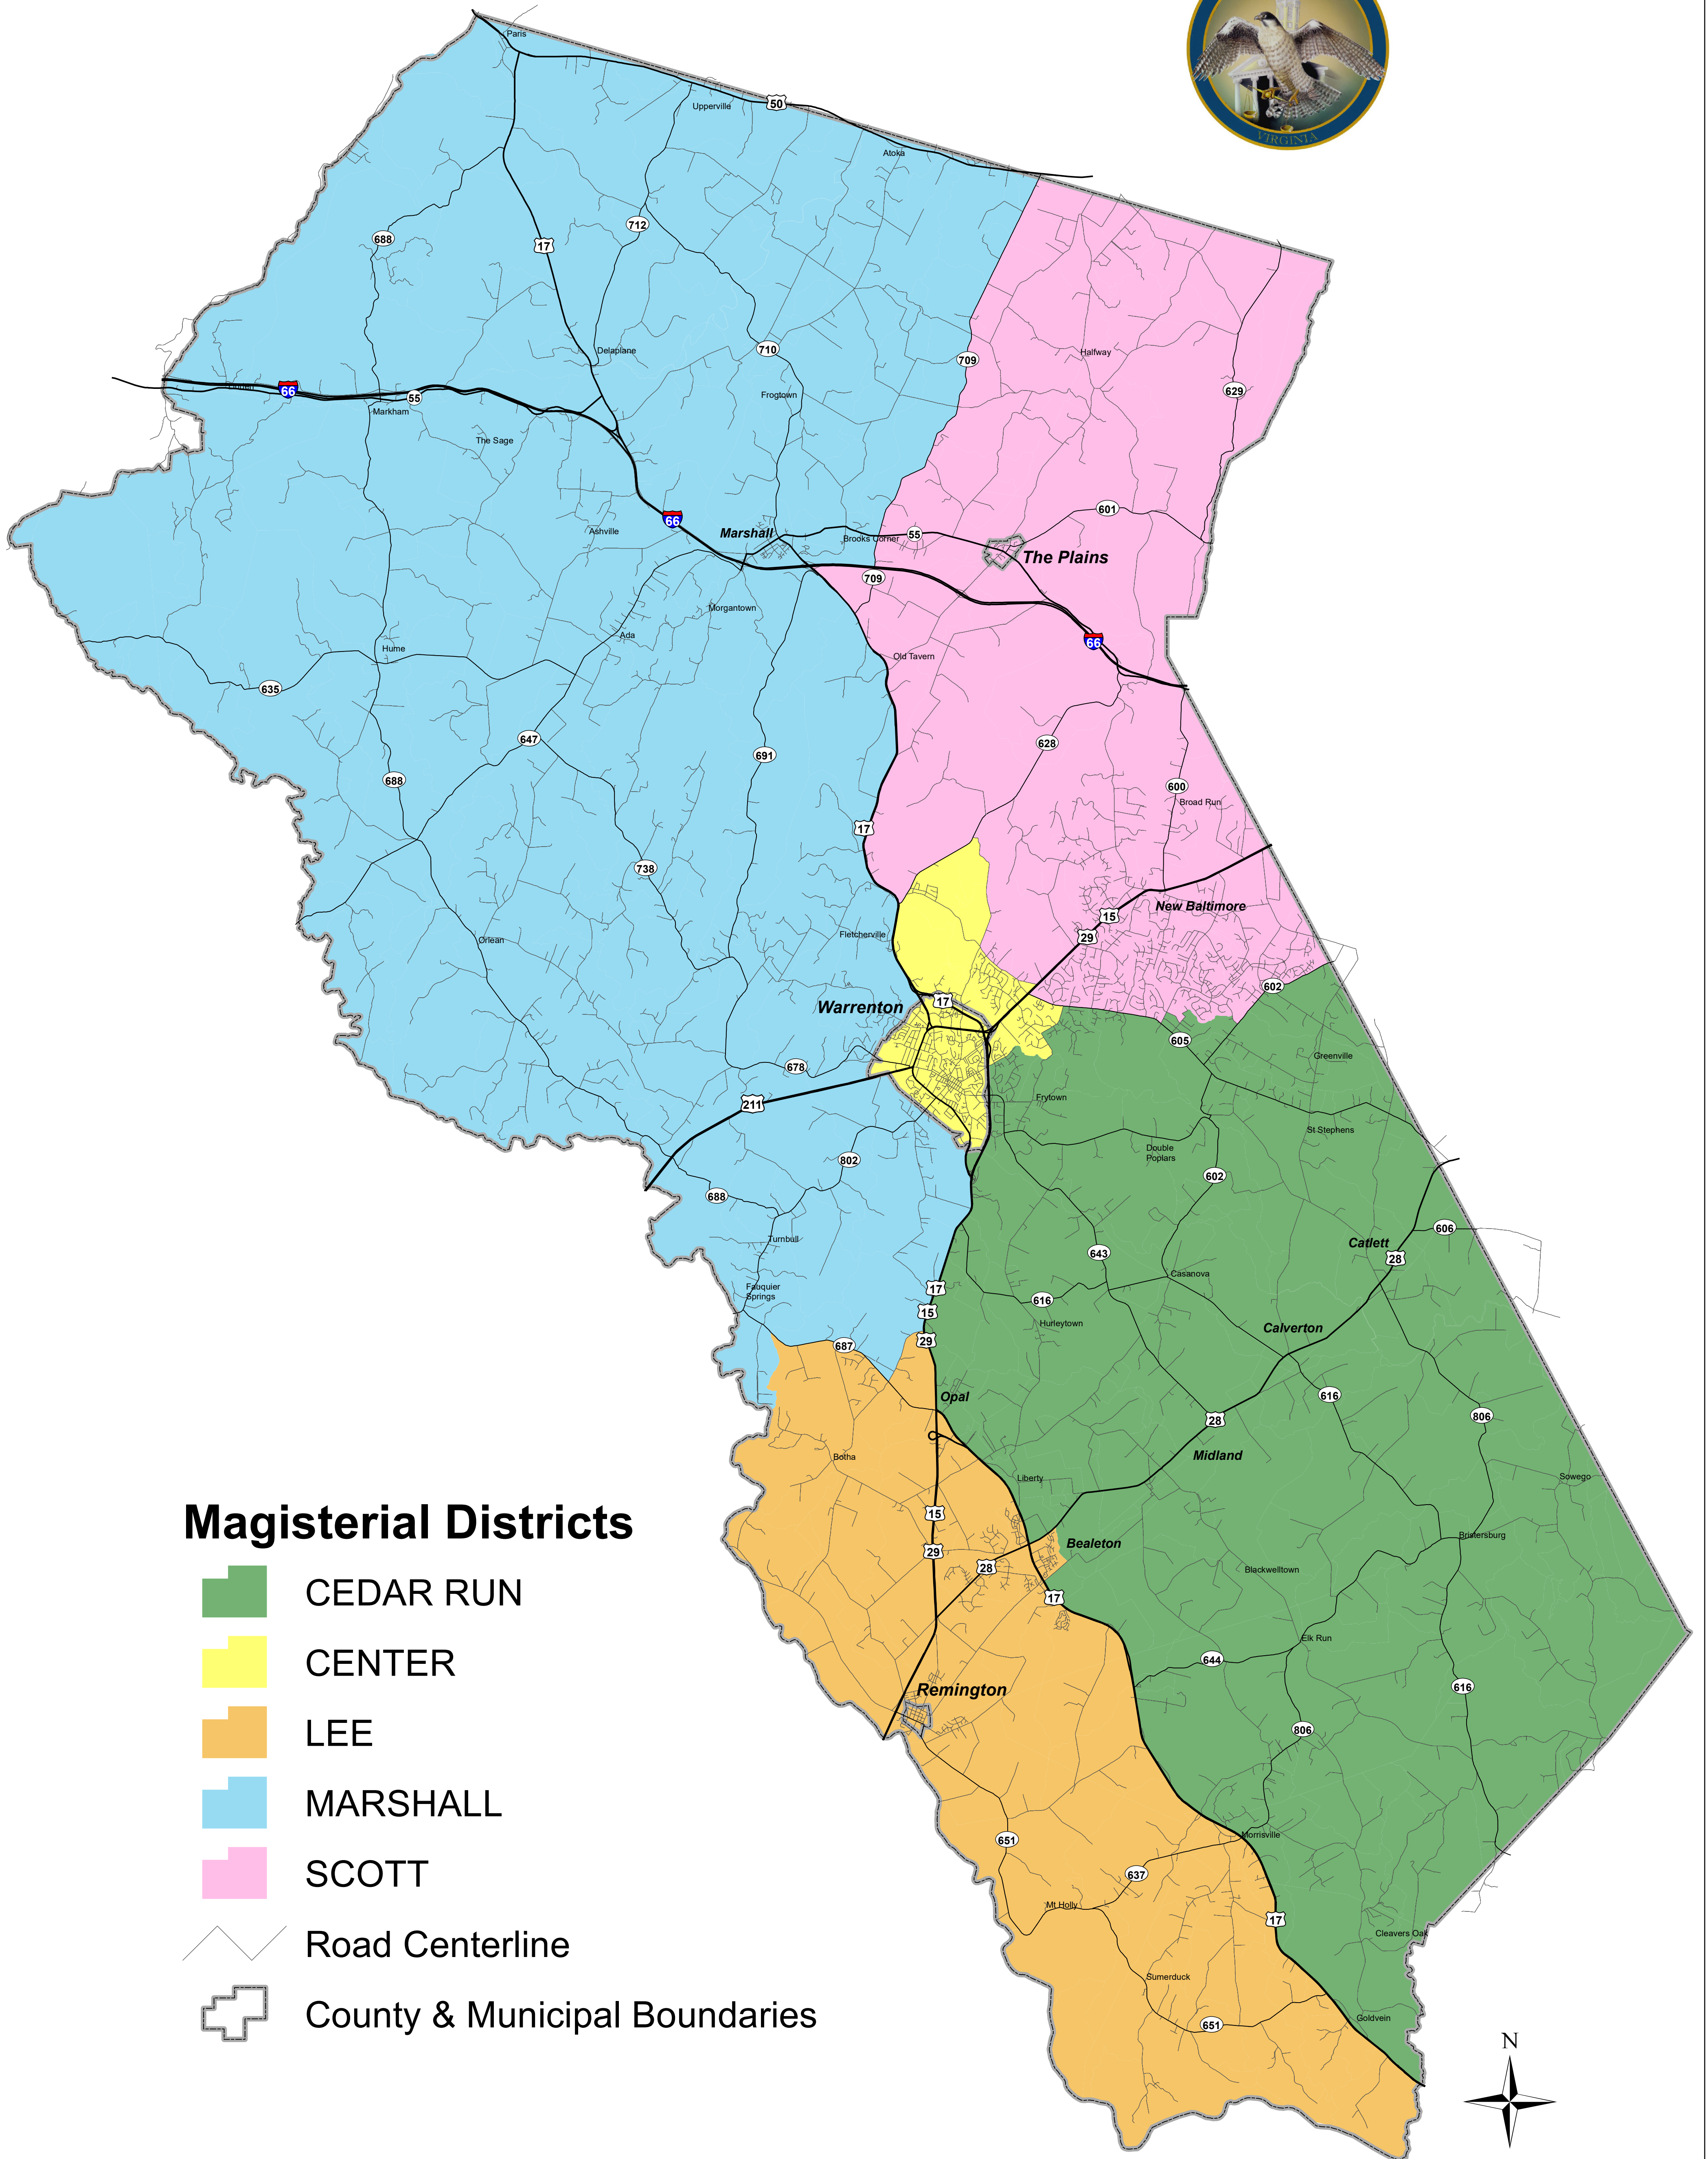 VIRGINIA
Paris
Upperville
50
Atoka
712
688
17
Delaplane
710
709
Halfway
629
Frogtown
66
55
Markham
The Sage
601
66
Ashville
Marshall
Brooks Corner
55
The Plains
709
Morgantown
Ada
66
Hume
Old Tavern
635
647
628
691
688
600
Broad Run
17
738
New Baltimore
15
29
Fletcherville
Orlean
602
17
Warrenton
605
Greenville
678
211
Frytown
St Stephens
Double
Poplars
802
602
688
606
Turnbull
Catlett
643
28
Casanova
Fauquier
Springs
17
616
15
Hurleytown
Calverton
29
687
Opal
616
806
28
Botha
Midland
Liberty
Sowego
15
Magisterial Districts
Bristersburg
Bealeton
29
28
Blackwelltown
CEDAR RUN
17
Elk Run
644
CENTER
616
Remington
806
LEE
MARSHALL
Morrisville
651
637
SCOTT
Mt Holly
17
Cleavers Oak
Road Centerline
Sumerduck
County & Municipal Boundaries
Goldvein
651
N